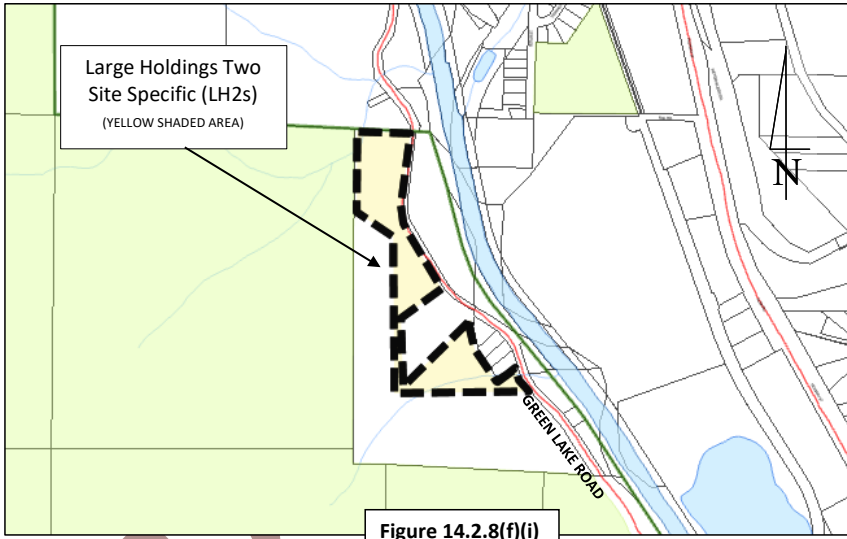 Large Holdings Two
Site Specific (LH2s)
(YELLOW SHADED AREA)
N
GREEN LAKE ROAD
Figure 14.2.8(f)(i)